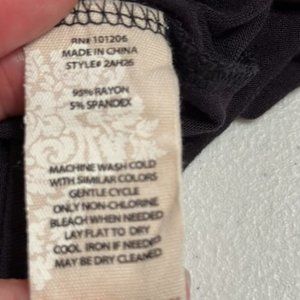 RN# 101206
MADE IN CHINA
STYLE# 2AH26
95% RAYON
5% SPANDEX
MACHINE WASH COLD
WITH SIMILAR COLORS
GENTLE CYCLE
ONLY NON-CHLORINE
BLEACH WHEN NEEDED
LAY FLAT TO DRY
COOL IRON IF NEEDED
MAY BE DRY CLEANED